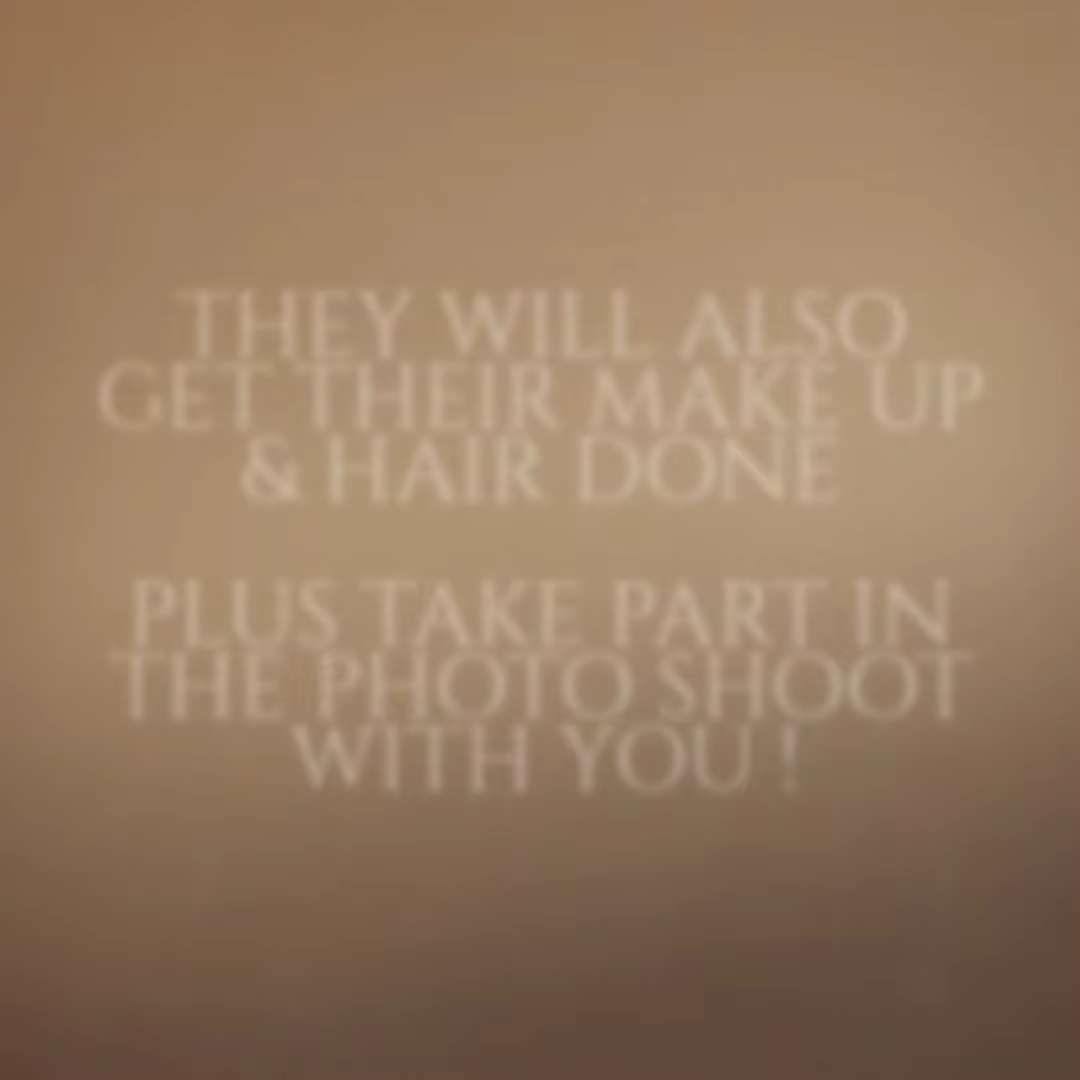 THEY WILL ALSO
GET THEIR MAKE UP
& HAIR DONE
PLUS TAKE PART IN
THE PHOTO SHOOT
WITH YOU !